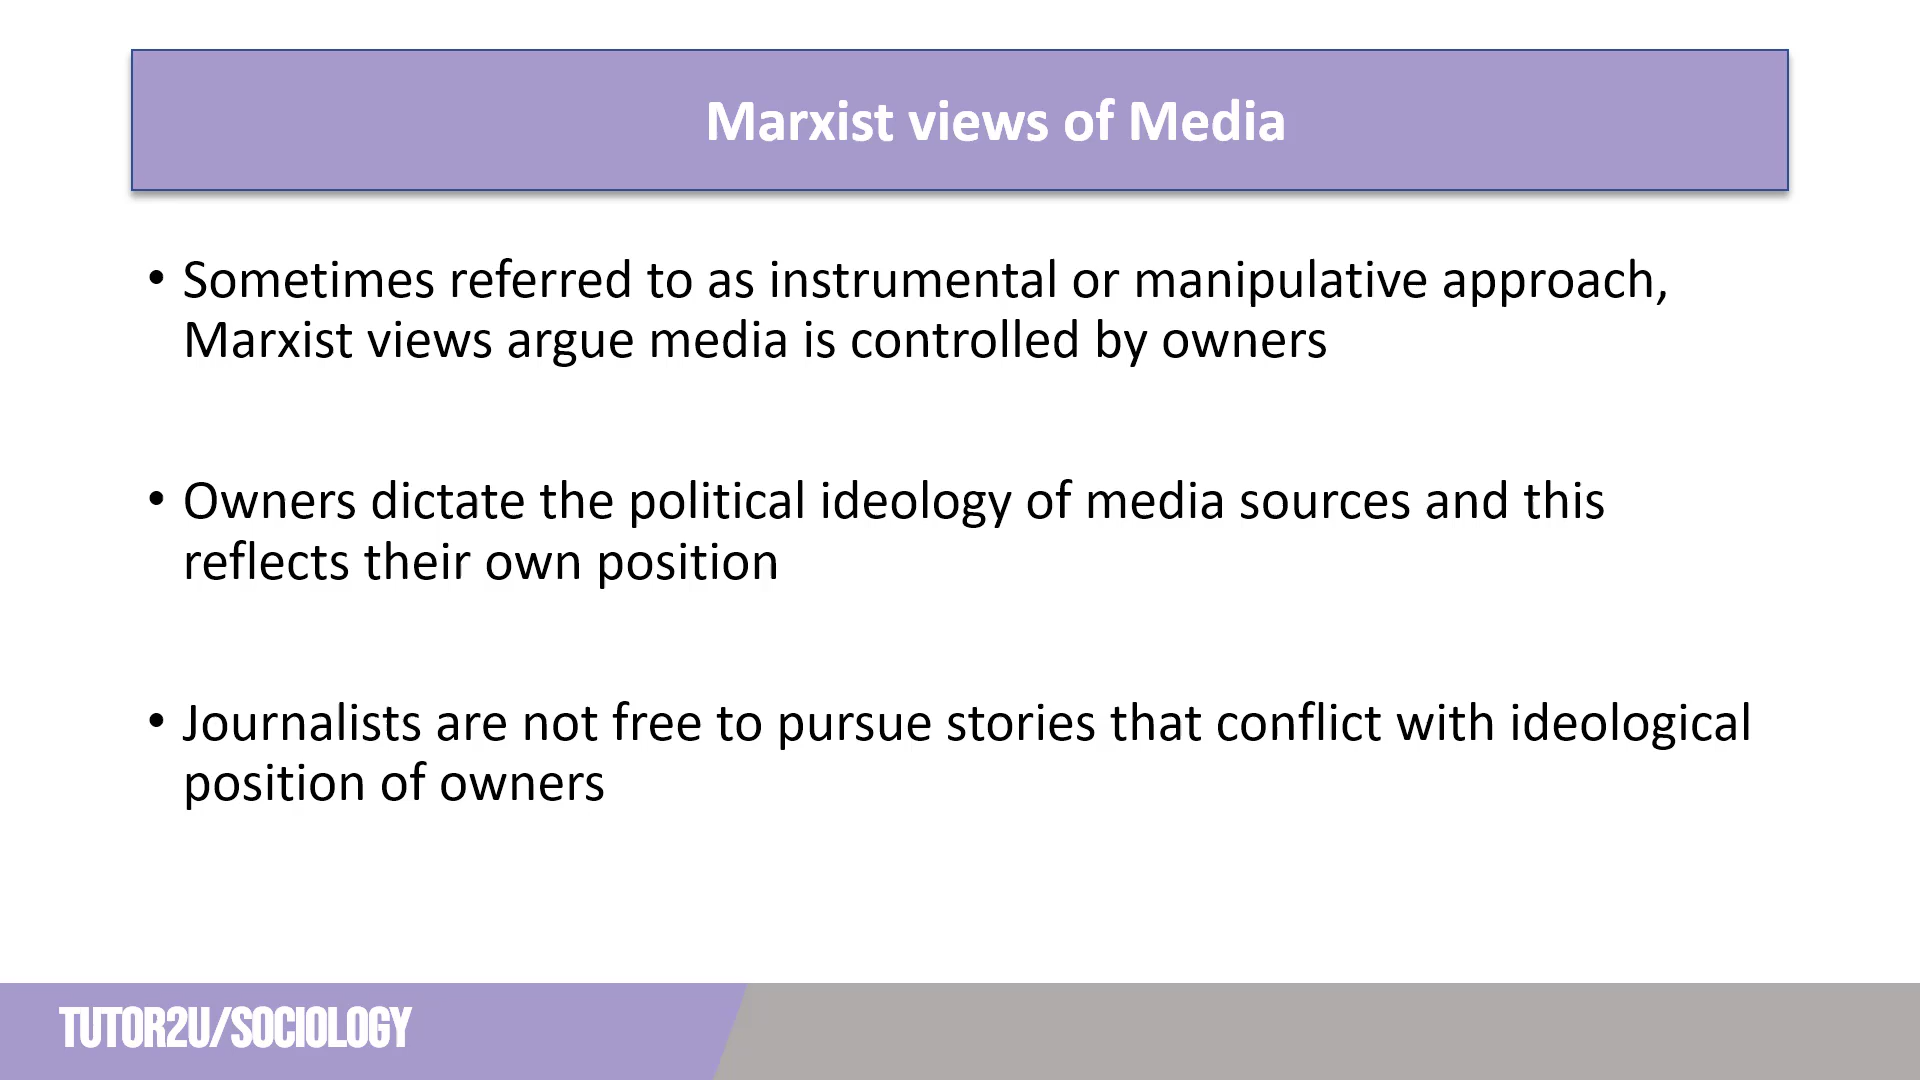 Marxist views of Media
• Sometimes referred to as instrumental or manipulative approach,
Marxist views argue media is controlled by owners
• Owners dictate the political ideology of media sources and this
reflects their own position
• Journalists are not free to pursue stories that conflict with ideological
position of owners
TUTOR2U/SOCIOLOGY